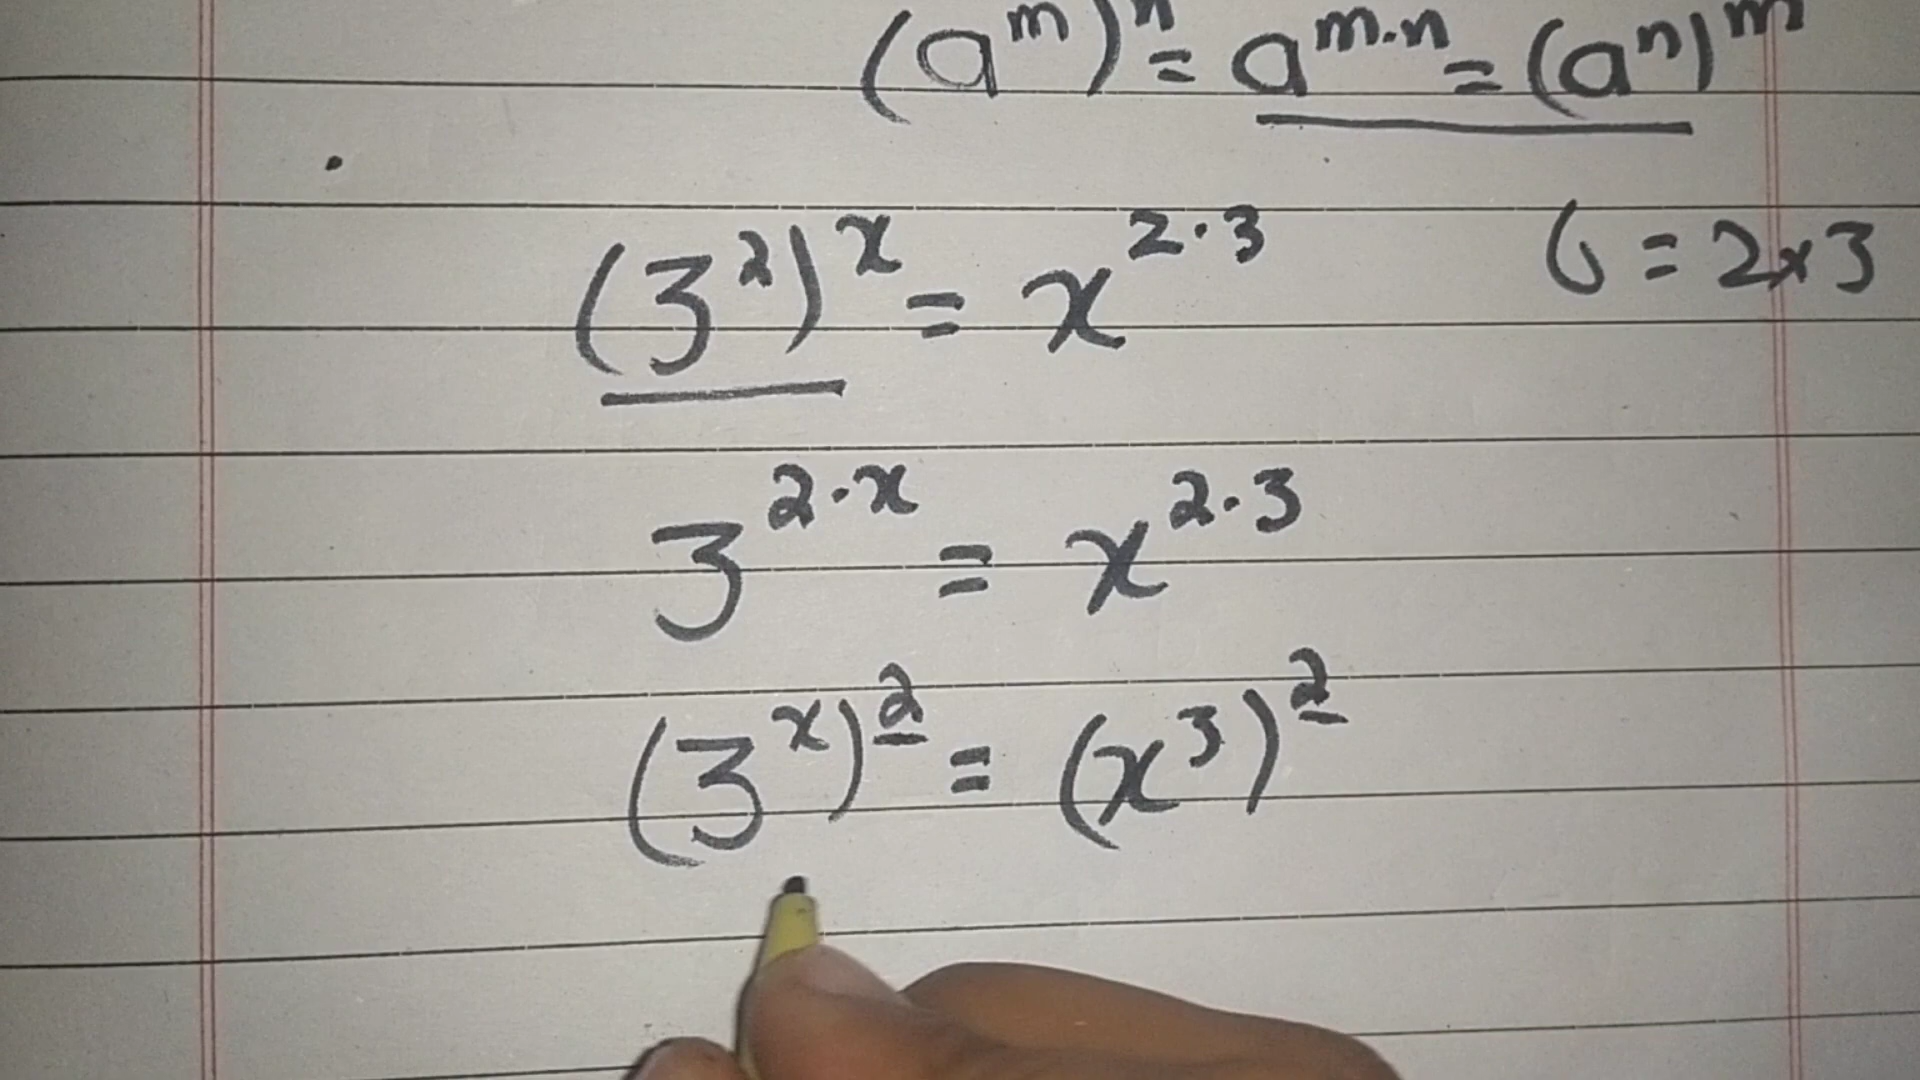 (a^m)^n = a^{m·n} = (a^n)^m
(3^2)^x = x^{2·3}
6 = 2×3
3^{2·x} = x^{2·3}
(3^x)^2 = (x^3)^2